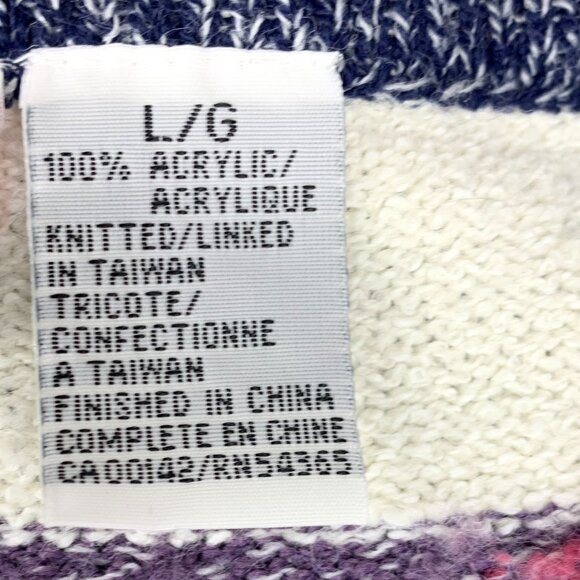 L/G
100% ACRYLIC/
ACRYLIQUE
KNITTED/LINKED
IN TAIWAN
TRICOTE/
CONFECTIONNE
A TAIWAN
FINISHED IN CHINA
COMPLETE EN CHINE
CA00142/RN54365